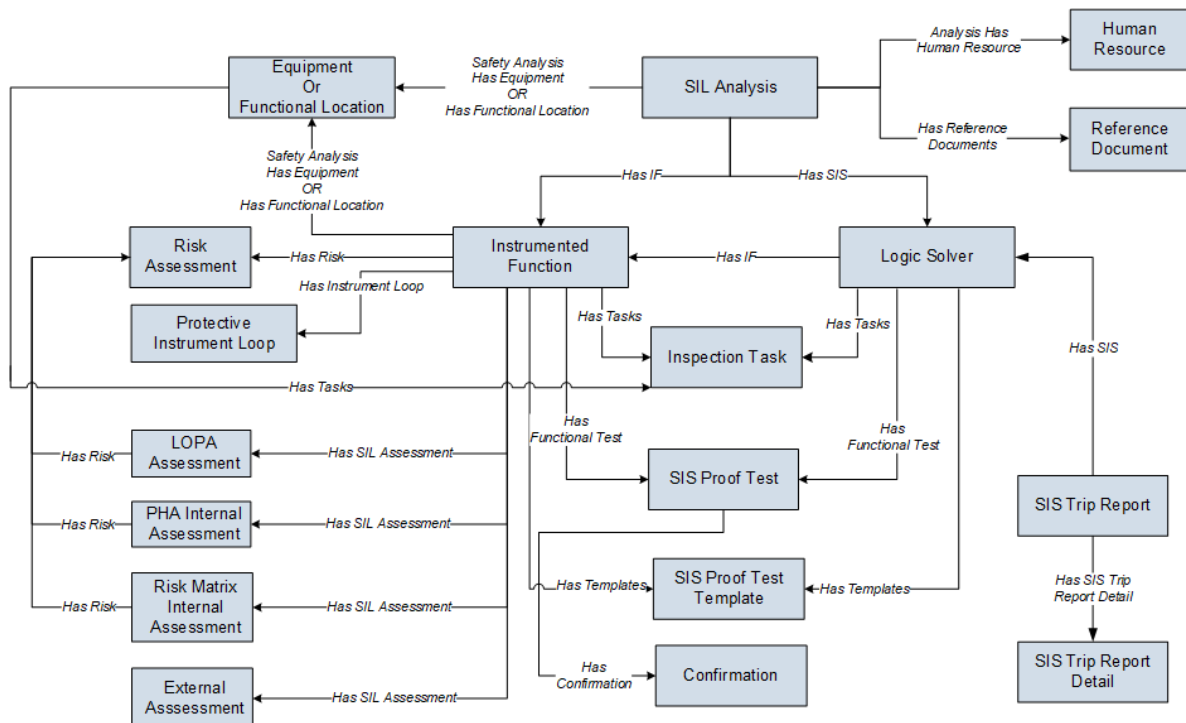 Human
Resource
Analysis Has
Human Resource
Equipment
Or
Functional Location
Safety Analysis
Has Equipment
OR
Has Functional Location
SIL Analysis
Has Reference
Documents
Reference
Document
Safety Analysis
Has Equipment
OR
Has Functional Location
Has IF
Has SIS
Risk
Assessment
Has Risk
Instrumented
Function
Has IF
Logic Solver
Has Instrument Loop
Protective
Instrument Loop
Has Tasks
Has Tasks
Inspection Task
Has SIS
Has Tasks
Has
Functional Test
Has
Functional Test
Has Risk
LOPA
Assessment
Has SIL Assessment
SIS Proof Test
SIS Trip Report
Has Risk
PHA Internal
Assessment
Has SIL Assessment
Has Templates
SIS Proof Test
Template
Has Templates
Has SIS Trip
Report Detail
Has Risk
Risk Matrix
Internal
Assessment
Has SIL Assessment
Has
Confirmation
Confirmation
SIS Trip Report
Detail
External
Assessment
Has SIL Assessment